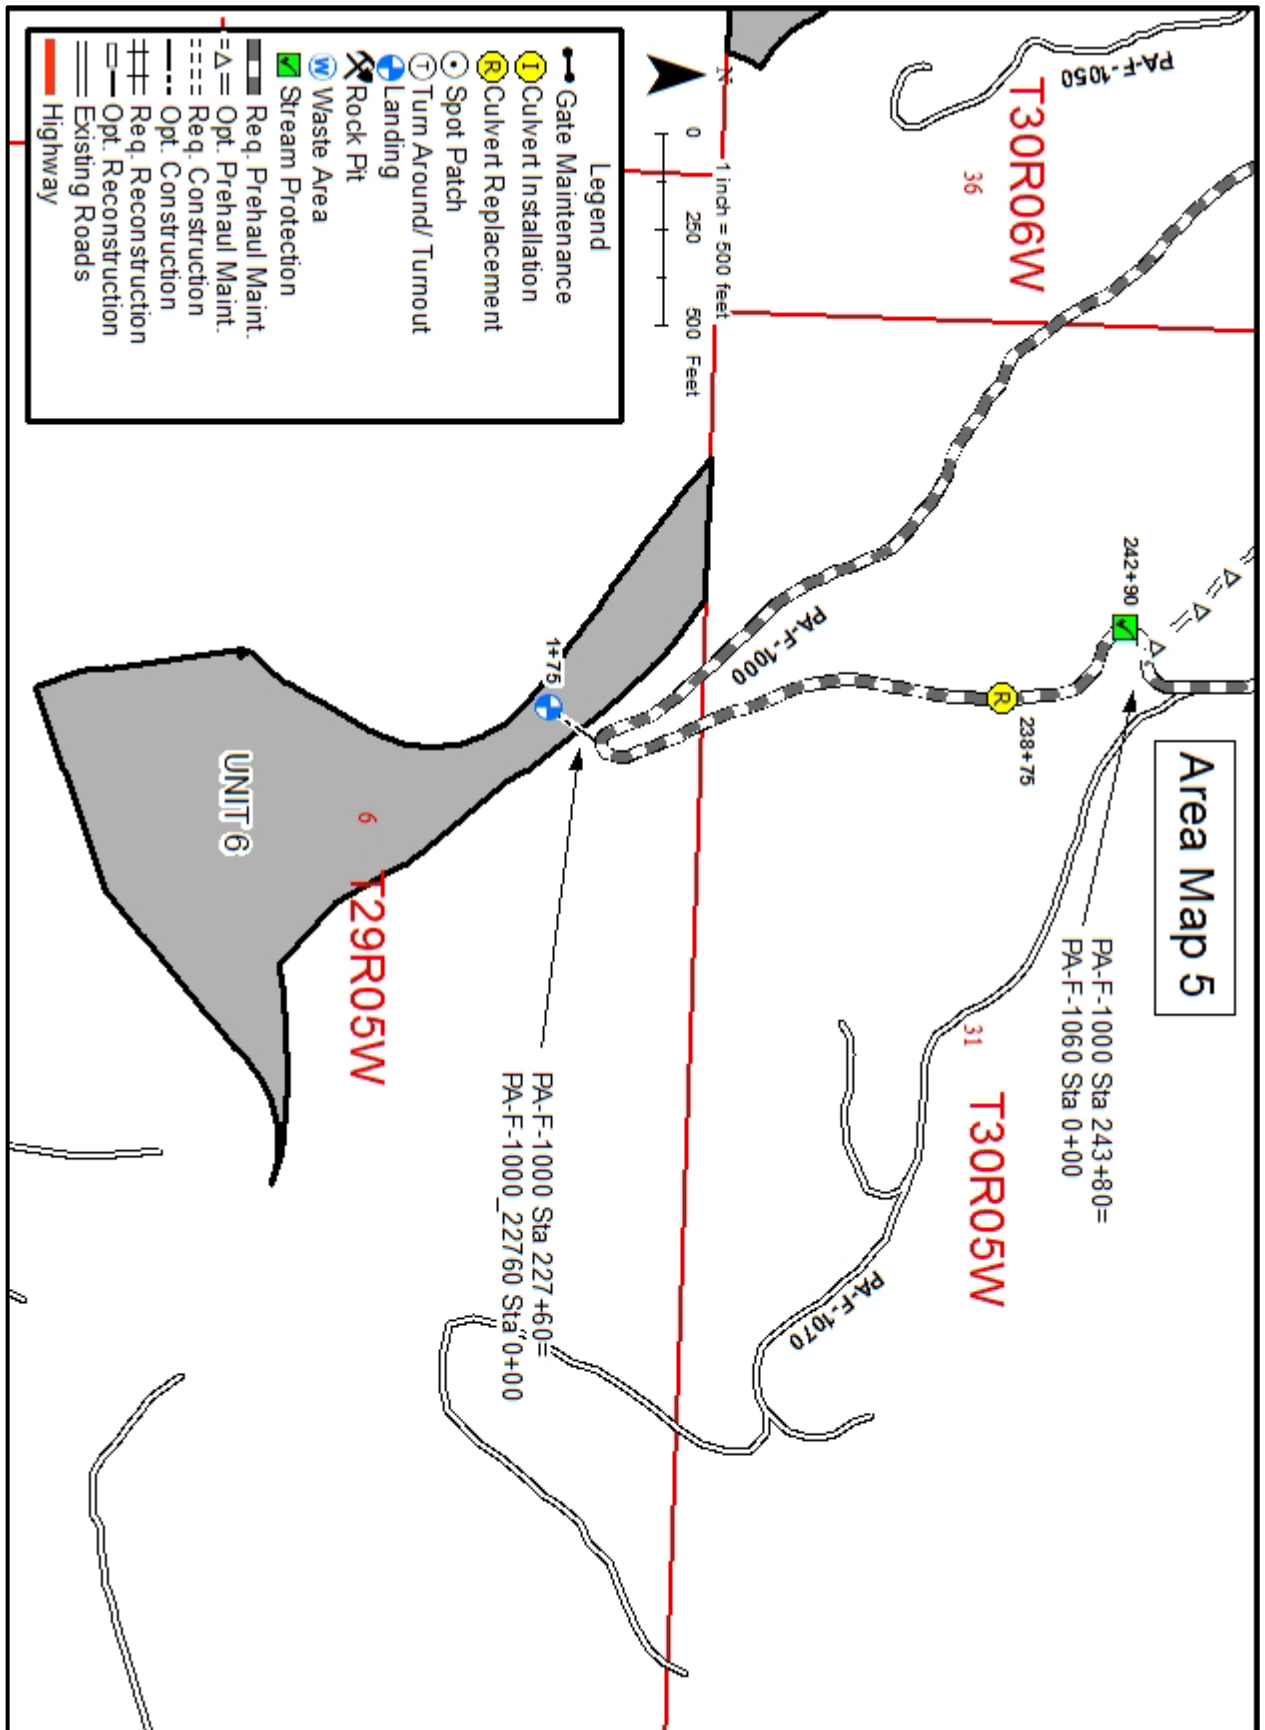 Area Map 5
PA-F-1050
T30R06W
36
242+90
238+75
PA-F-1000
PA-F-1000 Sta 243+80=
PA-F-1060 Sta 0+00
31
T30R05W
PA-F-1070
1+75
PA-F-1000 Sta 227+60=
PA-F-1000_22760 Sta 0+00
UNIT 6
6
T29R05W
N
1 inch = 500 feet
0 250 500 Feet
Legend
Gate Maintenance
I Culvert Installation
R Culvert Replacement
Spot Patch
T Turn Around/ Turnout
Landing
Rock Pit
W Waste Area
Stream Protection
Req. Prehaul Maint.
Opt. Prehaul Maint.
Req. Construction
Opt. Construction
Req. Reconstruction
Opt. Reconstruction
Existing Roads
Highway
R